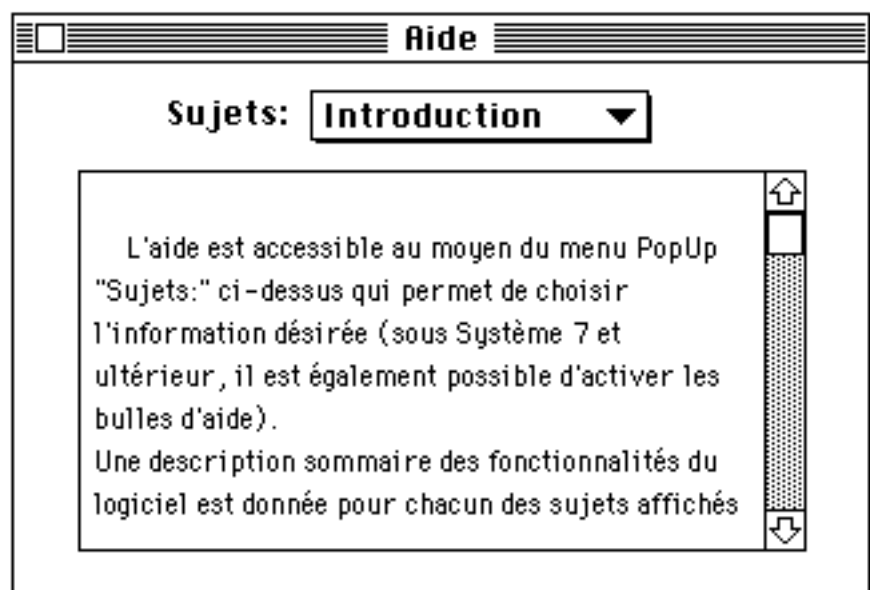 Aide
Sujets: Introduction
L'aide est accessible au moyen du menu PopUp
"Sujets:" ci-dessus qui permet de choisir
l'information désirée (sous Système 7 et
ultérieur, il est également possible d'activer les
bulles d'aide).
Une description sommaire des fonctionnalités du
logiciel est donnée pour chacun des sujets affichés